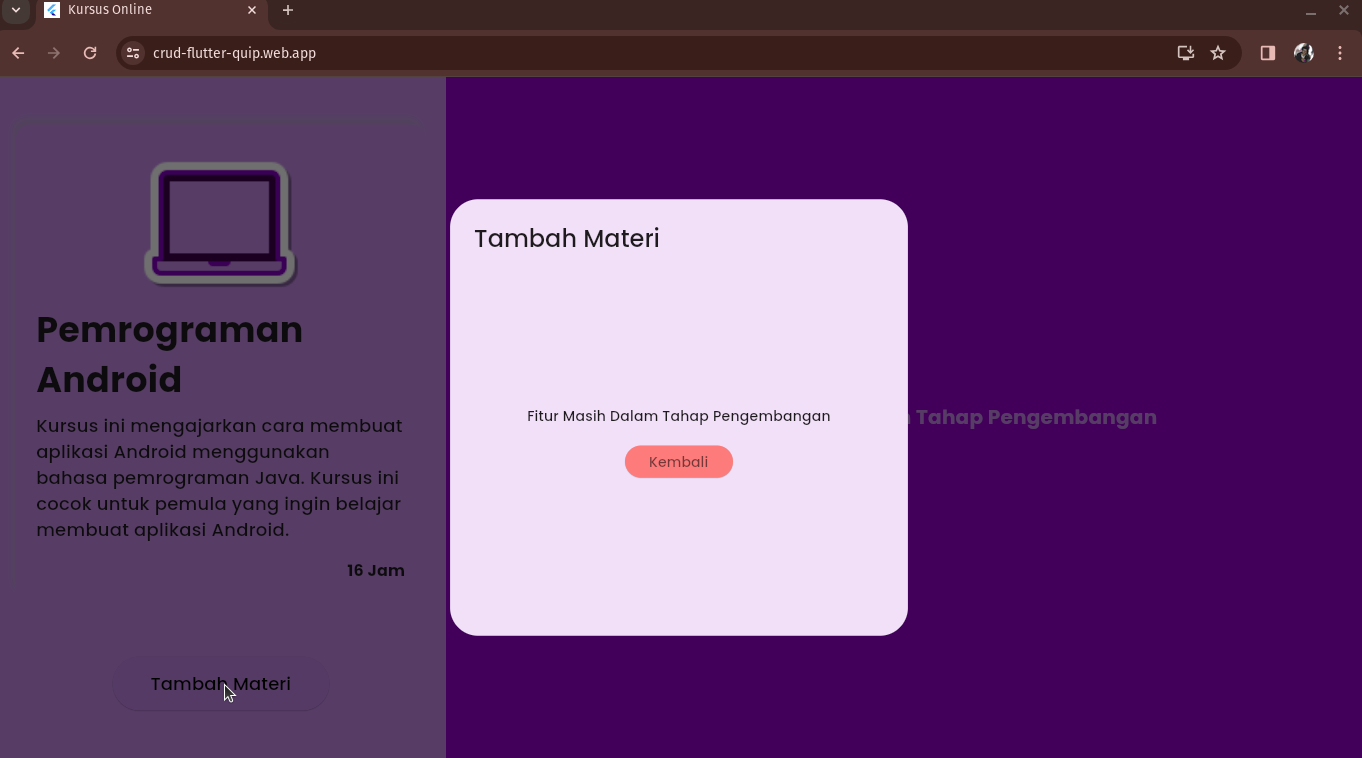 Kursus Online
crud-flutter-quip.web.app
Pemrograman
Android
Kursus ini mengajarkan cara membuat
aplikasi Android menggunakan
bahasa pemrograman Java. Kursus ini
cocok untuk pemula yang ingin belajar
membuat aplikasi Android.
16 Jam
Tambah Materi
Tambah Materi
Fitur Masih Dalam Tahap Pengembangan
Kembali
Tahap Pengembangan